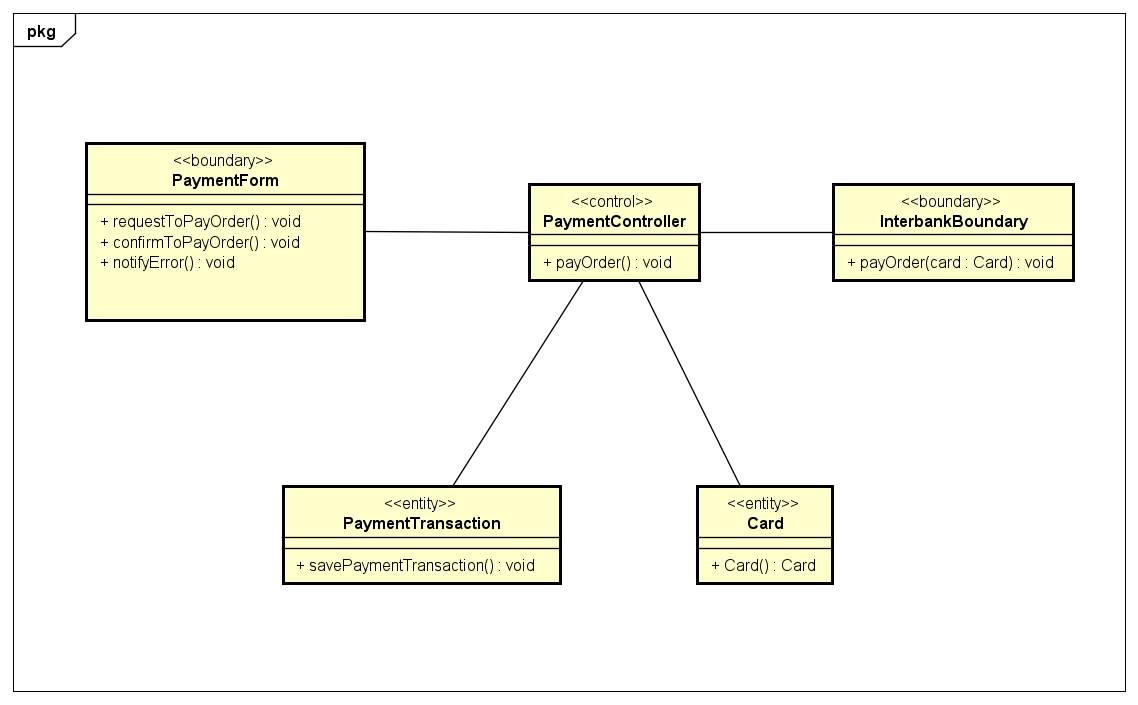 pkg
<<boundary>>
PaymentForm
+ requestToPayOrder() : void
+ confirmToPayOrder() : void
+ notifyError() : void
<<control>>
PaymentController
+ payOrder() : void
<<boundary>>
InterbankBoundary
+ payOrder(card : Card) : void
<<entity>>
PaymentTransaction
+ savePaymentTransaction() : void
<<entity>>
Card
+ Card() : Card